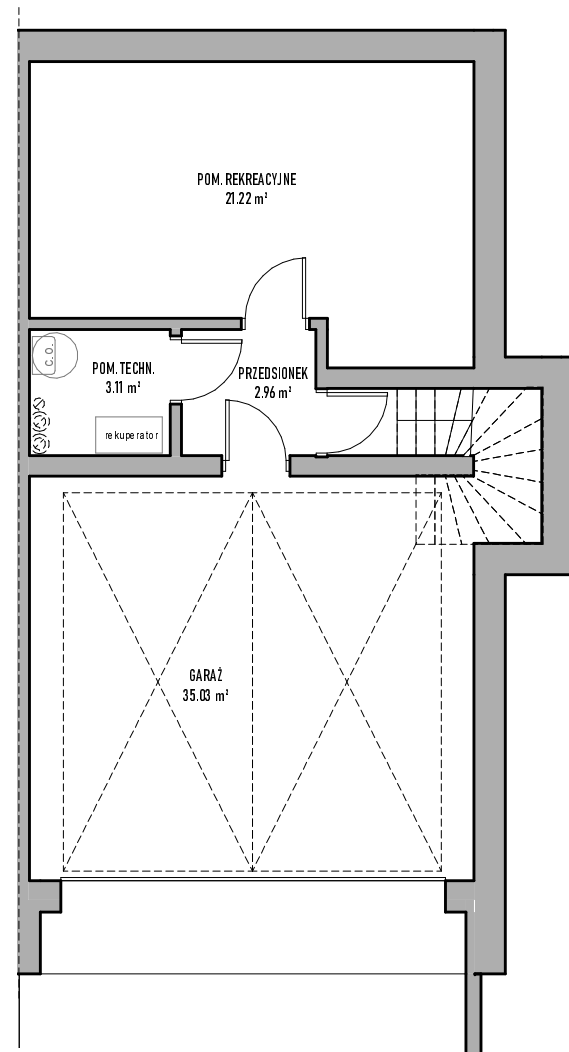 POM. REKREACYJNE
21.22 m²
C.O.
POM. TECHN.
3.11 m²
PRZEDSIONEK
2.96 m²
rekuperator
GARAŻ
35.03 m²